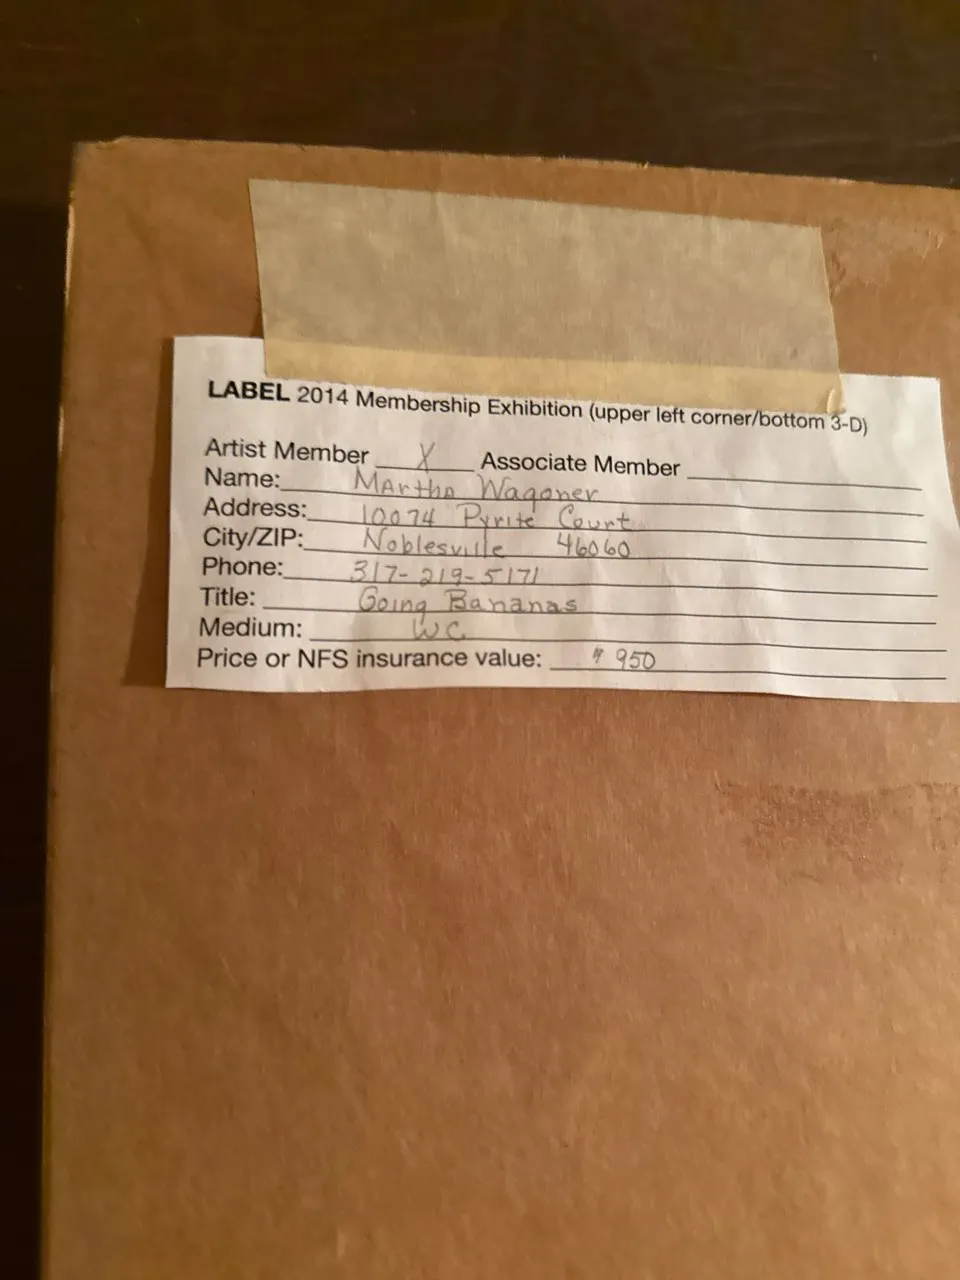 LABEL 2014 Membership Exhibition (upper left corner/bottom 3-D)
Artist Member X Associate Member
Name: Martha Wagoner
Address: 10074 Pyrite Court
City/ZIP: Noblesville 46060
Phone: 317-219-5171
Title: Going Bananas
Medium: WC
Price or NFS insurance value: $950